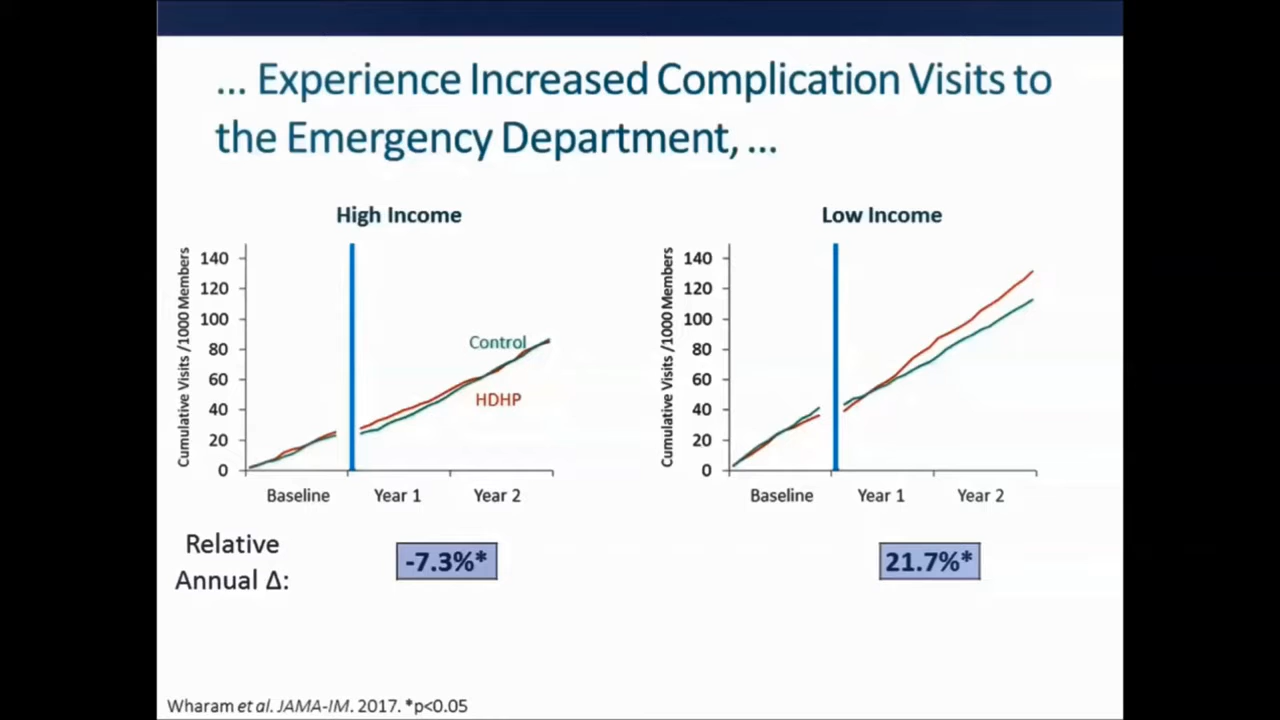 ... Experience Increased Complication Visits to
the Emergency Department, ...
High Income
Cumulative Visits /1000 Members
140
120
100
80
60
40
20
0
Control
HDHP
Baseline
Year 1
Year 2
Low Income
Cumulative Visits /1000 Members
140
120
100
80
60
40
20
0
Baseline
Year 1
Year 2
Relative
Annual Δ:
-7.3%*
21.7%*
Wharam et al. JAMA-IM. 2017. *p<0.05